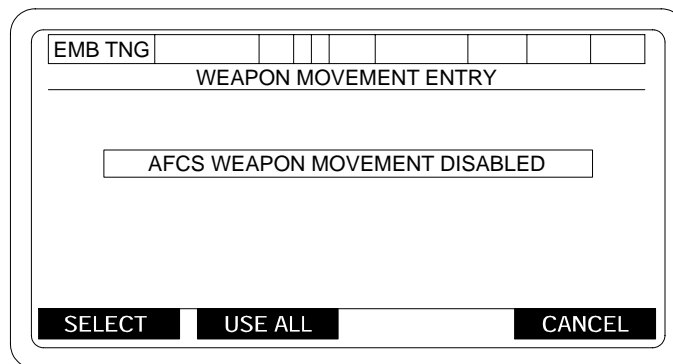 EMB TNG
WEAPON MOVEMENT ENTRY
AFCS WEAPON MOVEMENT DISABLED
SELECT USE ALL CANCEL